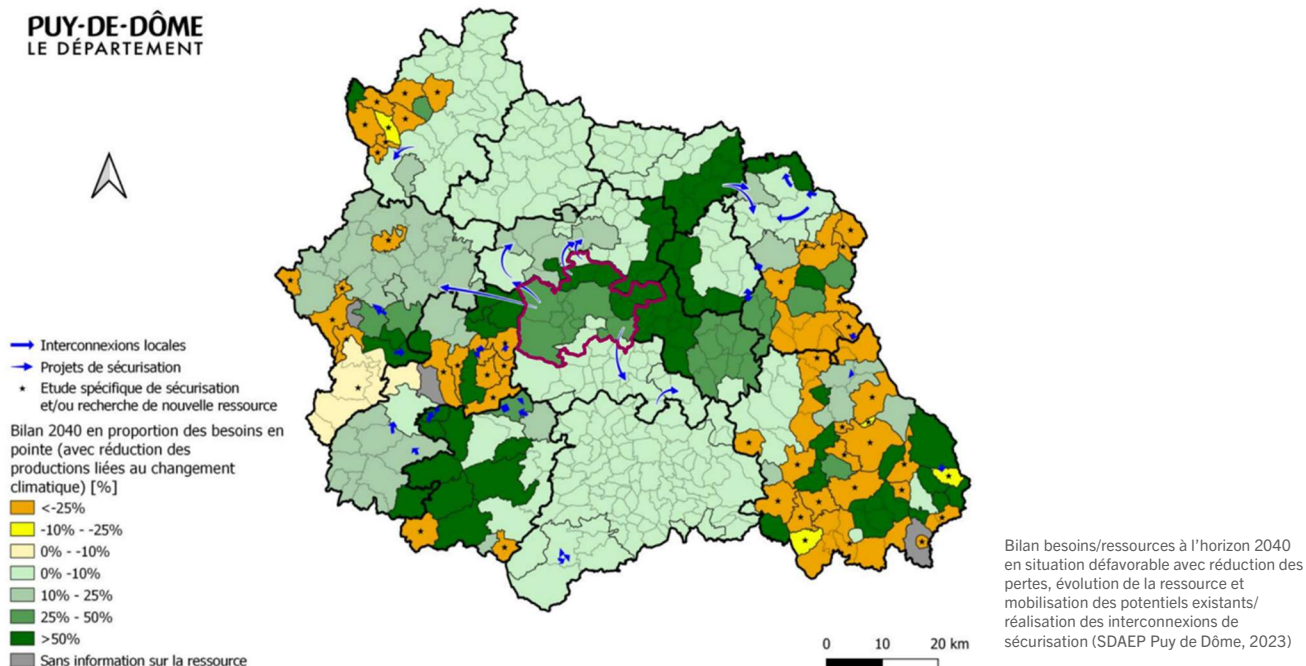 PUY-DE-DÔME
LE DÉPARTEMENT
Interconnexions locales
Projets de sécurisation
Etude spécifique de sécurisation
et/ou recherche de nouvelle ressource
Bilan 2040 en proportion des besoins en
pointe (avec réduction des
productions liées au changement
climatique) [%]
<-25%
-10% - -25%
0% - -10%
0% -10%
10% - 25%
25% - 50%
>50%
Sans information sur la ressource
0 10 20 km
Bilan besoins/ressources à l'horizon 2040
en situation défavorable avec réduction des
pertes, évolution de la ressource et
mobilisation des potentiels existants/
réalisation des interconnexions de
sécurisation (SDAEP Puy de Dôme, 2023)